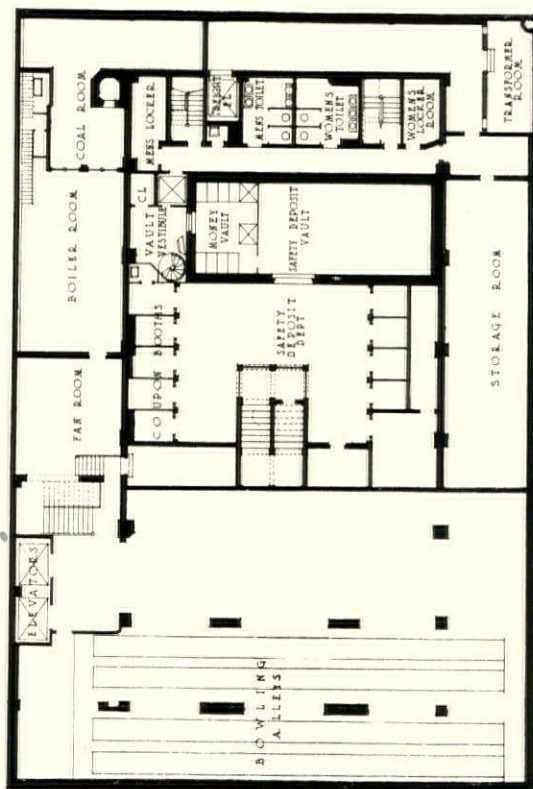 TRANSFORMER
ROOM
COAL ROOM
MENS LOCKER
MENS TOILET
WOMENS
TOILET
WOMENS
LOCKER
ROOM
CL.
VAULT
VESTIBULE
MONEY
VAULT
SAFETY DEPOSIT
VAULT
BOILER ROOM
STORAGE ROOM
COUPON BOOTHS
SAFETY
DEPOSIT
DEPT
FAN ROOM
ELEVATORS
BOWLING
ALLEYS